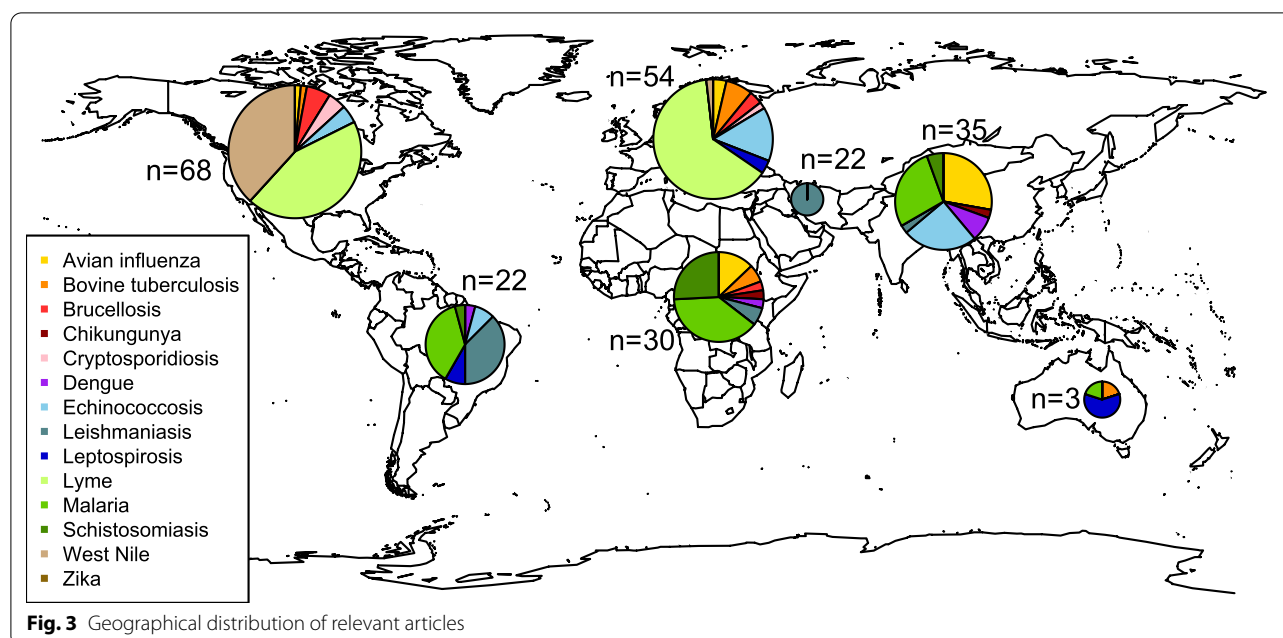 n=54
n=35
n=68
n=22
n=22
n=30
n=3
Avian influenza
Bovine tuberculosis
Brucellosis
Chikungunya
Cryptosporidiosis
Dengue
Echinococcosis
Leishmaniasis
Leptospirosis
Lyme
Malaria
Schistosomiasis
West Nile
Zika
Fig. 3 Geographical distribution of relevant articles